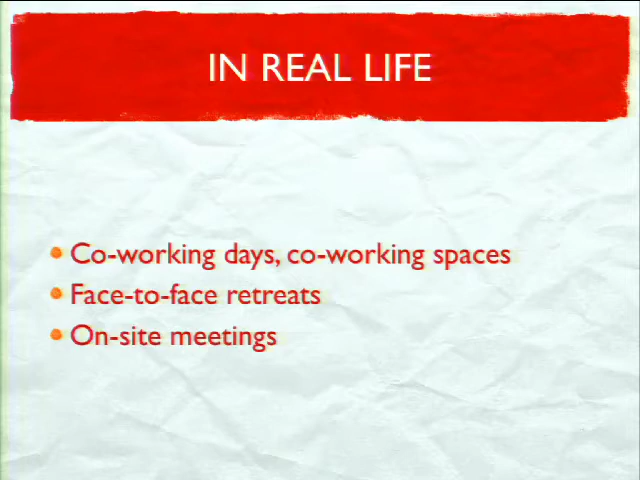 IN REAL LIFE
Co-working days, co-working spaces
Face-to-face retreats
On-site meetings